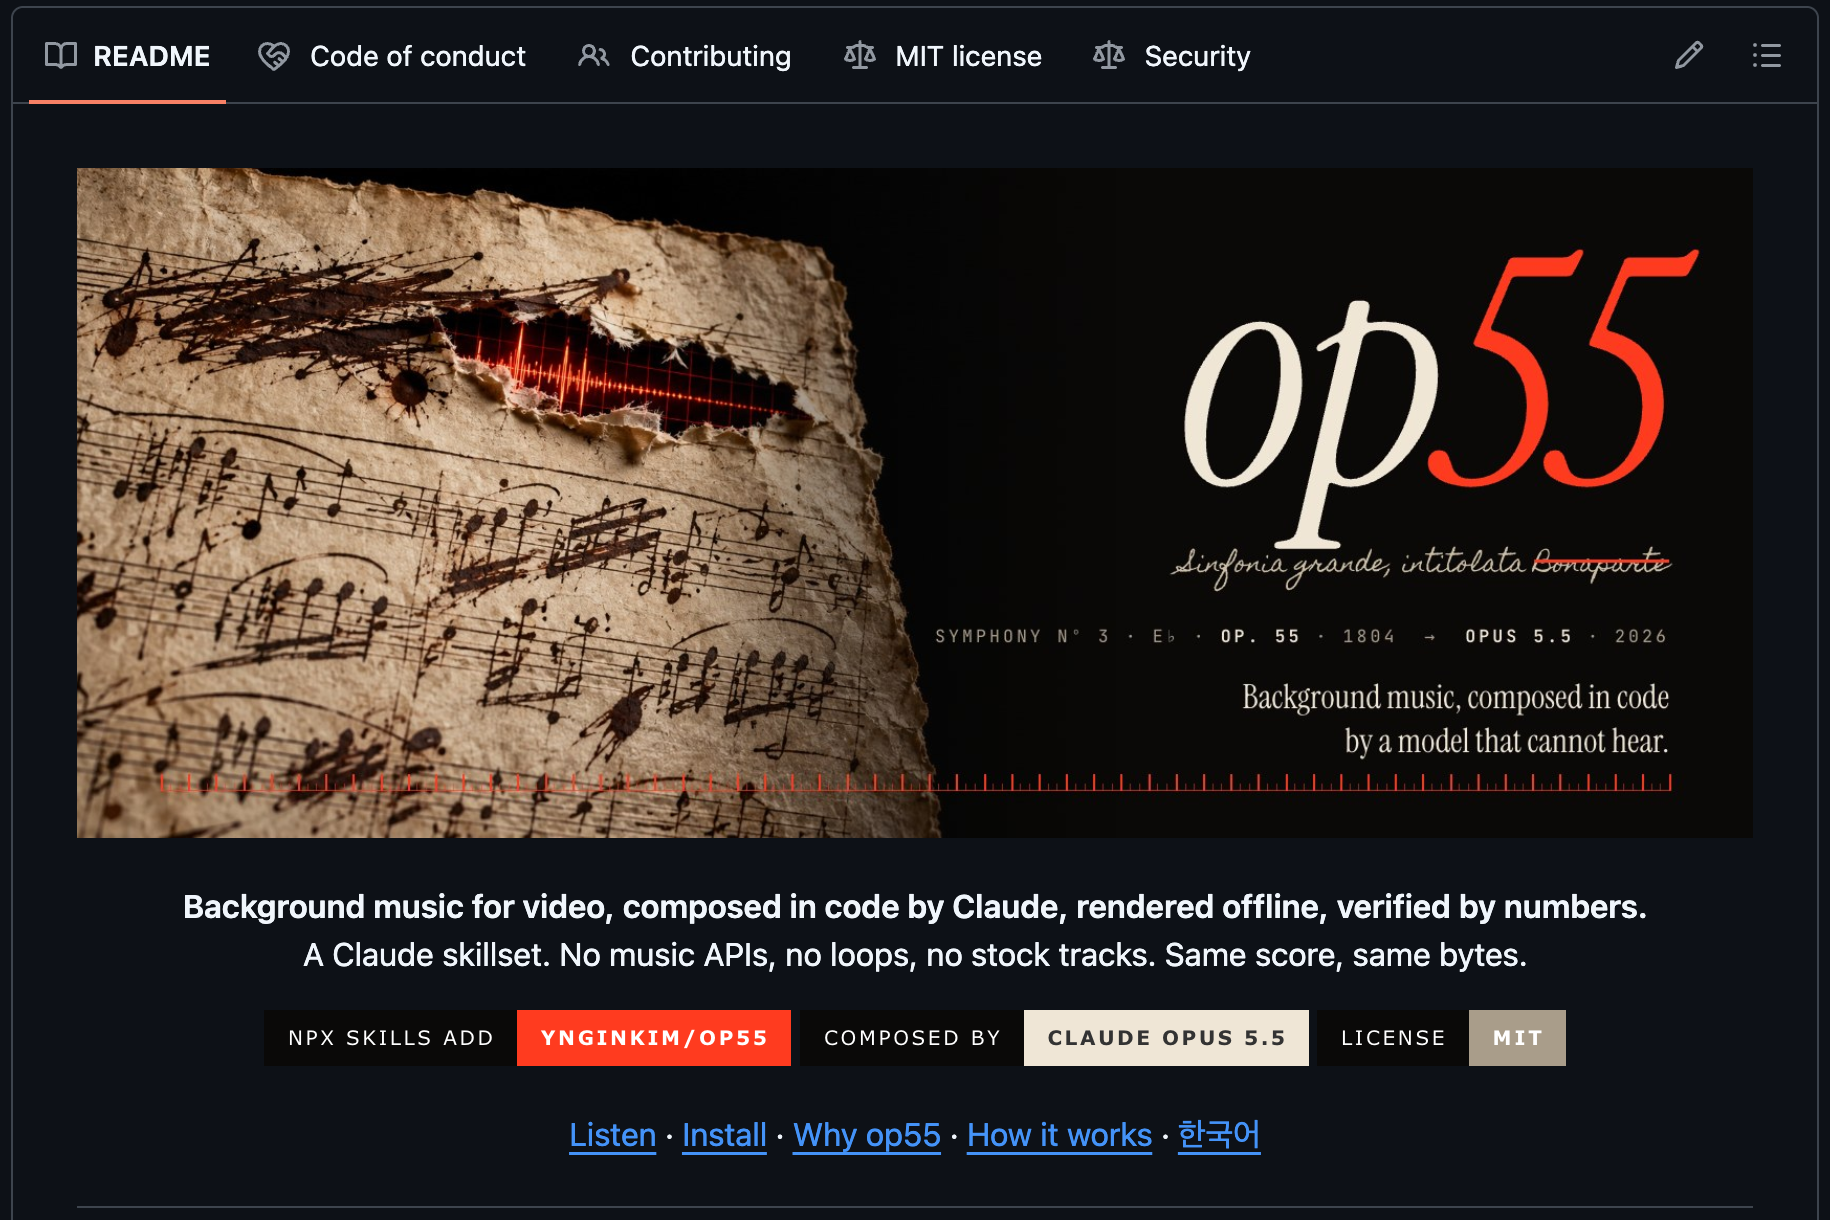 README Code of conduct Contributing MIT license Security
op55
Sinfonia grande, intitolata Bonaparte
SYMPHONY N° 3 · E♭ · OP. 55 · 1804 → OPUS 5.5 · 2026
Background music, composed in code
by a model that cannot hear.
Background music for video, composed in code by Claude, rendered offline, verified by numbers.
A Claude skillset. No music APIs, no loops, no stock tracks. Same score, same bytes.
NPX SKILLS ADD YNGINKIM/OP55 COMPOSED BY CLAUDE OPUS 5.5 LICENSE MIT
Listen · Install · Why op55 · How it works · 한국어